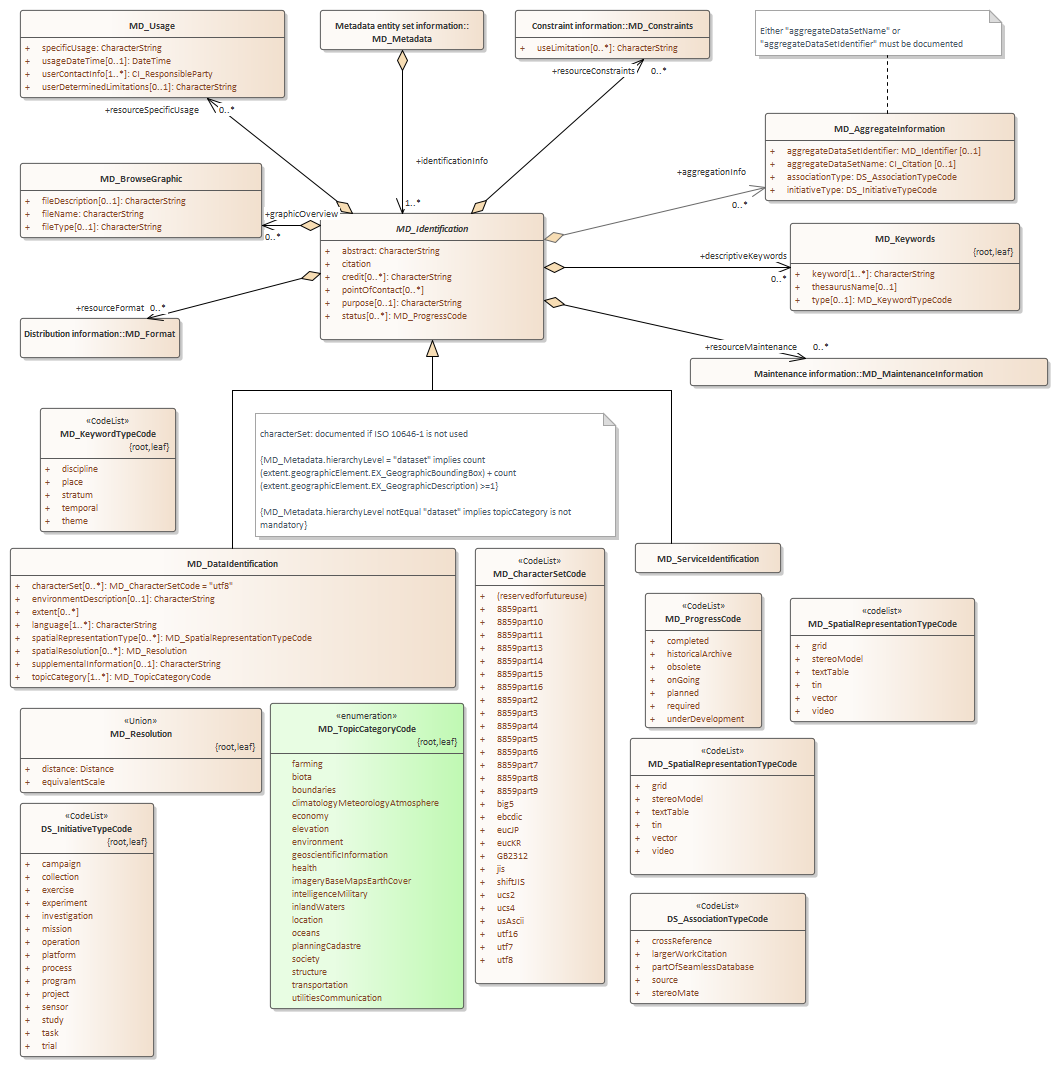 MD_Usage
+ specificUsage: CharacterString
+ usageDateTime[0..1]: DateTime
+ userContactInfo[1..*]: CI_ResponsibleParty
+ userDeterminedLimitations[0..1]: CharacterString
Metadata entity set information::
MD_Metadata
Constraint information::MD_Constraints
+ useLimitation[0..*]: CharacterString
Either "aggregateDataSetName" or
"aggregateDataSetIdentifier" must be documented
+resourceSpecificUsage 0..*
+resourceConstraints 0..*
+identificationInfo
1..*
MD_AggregateInformation
+ aggregateDataSetIdentifier: MD_Identifier [0..1]
+ aggregateDataSetName: CI_Citation [0..1]
+ associationType: DS_AssociationTypeCode
+ initiativeType: DS_InitiativeTypeCode
+aggregationInfo
0..*
MD_BrowseGraphic
+ fileDescription[0..1]: CharacterString
+ fileName: CharacterString
+ fileType[0..1]: CharacterString
+graphicOverview
0..*
MD_Identification
+ abstract: CharacterString
+ citation
+ credit[0..*]: CharacterString
+ pointOfContact[0..*]
+ purpose[0..1]: CharacterString
+ status[0..*]: MD_ProgressCode
+descriptiveKeywords
0..*
MD_Keywords
{root,leaf}
+ keyword[1..*]: CharacterString
+ thesaurusName[0..1]
+ type[0..1]: MD_KeywordTypeCode
+resourceFormat 0..*
Distribution information::MD_Format
+resourceMaintenance 0..*
Maintenance information::MD_MaintenanceInformation
«CodeList»
MD_KeywordTypeCode
{root,leaf}
+ discipline
+ place
+ stratum
+ temporal
+ theme
characterSet: documented if ISO 10646-1 is not used
{MD_Metadata.hierarchyLevel = "dataset" implies count
(extent.geographicElement.EX_GeographicBoundingBox) + count
(extent.geographicElement.EX_GeographicDescription) >=1}
{MD_Metadata.hierarchyLevel notEqual "dataset" implies topicCategory is not
mandatory}
MD_DataIdentification
+ characterSet[0..*]: MD_CharacterSetCode = "utf8"
+ environmentDescription[0..1]: CharacterString
+ extent[0..*]
+ language[1..*]: CharacterString
+ spatialRepresentationType[0..*]: MD_SpatialRepresentationTypeCode
+ spatialResolution[0..*]: MD_Resolution
+ supplementalInformation[0..1]: CharacterString
+ topicCategory[1..*]: MD_TopicCategoryCode
«CodeList»
MD_CharacterSetCode
+ (reservedforfutureuse)
+ 8859part1
+ 8859part10
+ 8859part11
+ 8859part13
+ 8859part14
+ 8859part15
+ 8859part16
+ 8859part2
+ 8859part3
+ 8859part4
+ 8859part5
+ 8859part6
+ 8859part7
+ 8859part8
+ 8859part9
+ big5
+ ebcdic
+ eucJP
+ eucKR
+ GB2312
+ jis
+ shiftJIS
+ ucs2
+ ucs4
+ usAscii
+ utf16
+ utf7
+ utf8
MD_ServiceIdentification
«CodeList»
MD_ProgressCode
+ completed
+ historicalArchive
+ obsolete
+ onGoing
+ planned
+ required
+ underDevelopment
«codelist»
MD_SpatialRepresentationTypeCode
+ grid
+ stereoModel
+ textTable
+ tin
+ vector
+ video
«Union»
MD_Resolution
{root,leaf}
+ distance: Distance
+ equivalentScale
«enumeration»
MD_TopicCategoryCode
{root,leaf}
farming
biota
boundaries
climatologyMeteorologyAtmosphere
economy
elevation
environment
geoscientificInformation
health
imageryBaseMapsEarthCover
intelligenceMilitary
inlandWaters
location
oceans
planningCadastre
society
structure
transportation
utilitiesCommunication
«CodeList»
MD_SpatialRepresentationTypeCode
+ grid
+ stereoModel
+ textTable
+ tin
+ vector
+ video
«CodeList»
DS_InitiativeTypeCode
{root,leaf}
+ campaign
+ collection
+ exercise
+ experiment
+ investigation
+ mission
+ operation
+ platform
+ process
+ program
+ project
+ sensor
+ study
+ task
+ trial
«CodeList»
DS_AssociationTypeCode
+ crossReference
+ largerWorkCitation
+ partOfSeamlessDatabase
+ source
+ stereoMate